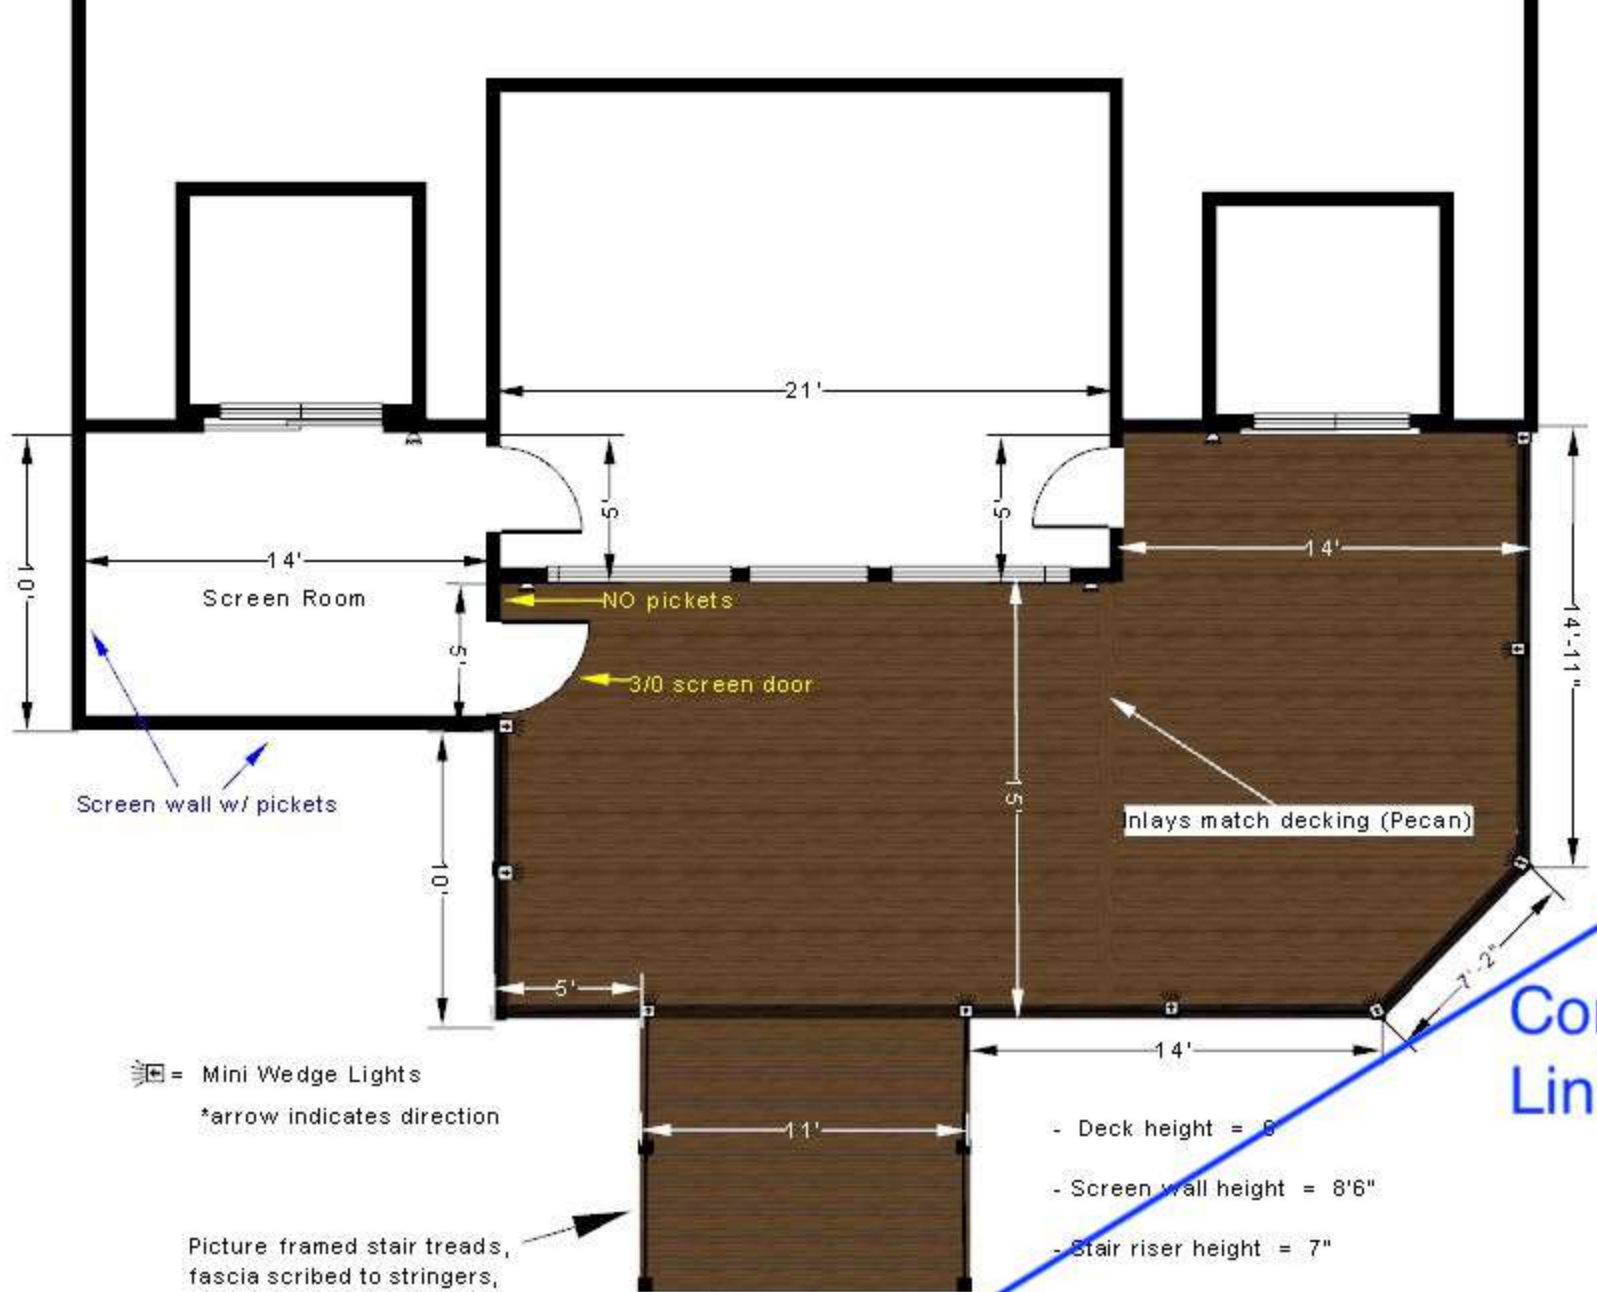 21'
5'
5'
14'
10'
Screen Room
14'
NO pickets
5'
3/0 screen door
14'-11"
15'
Screen wall w/ pickets
Inlays match decking (Pecan)
10'
5'
7'-2"
14'
= Mini Wedge Lights
*arrow indicates direction
11'
- Deck height =
- Screen wall height = 8'6"
- Stair riser height = 7"
Picture framed stair treads,
fascia scribed to stringers,